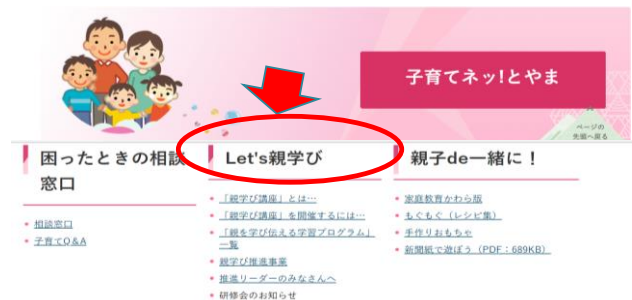 子育てネッ!とやま
ページの
先頭へ戻る
困ったときの相談
窓口
・相談窓口
・子育てQ&A
Let's親学び
・「親学び講座」とは…
・「親学び講座」を開催するには…
・「親を学び伝える学習プログラム」
一覧
・親学び推進事業
・推進リーダーのみなさんへ
・研修会のお知らせ
親子de一緒に！
・家庭教育かわら版
・もぐもぐ（レシピ集）
・手作りおもちゃ
・新聞紙で遊ぼう（PDF：689KB）